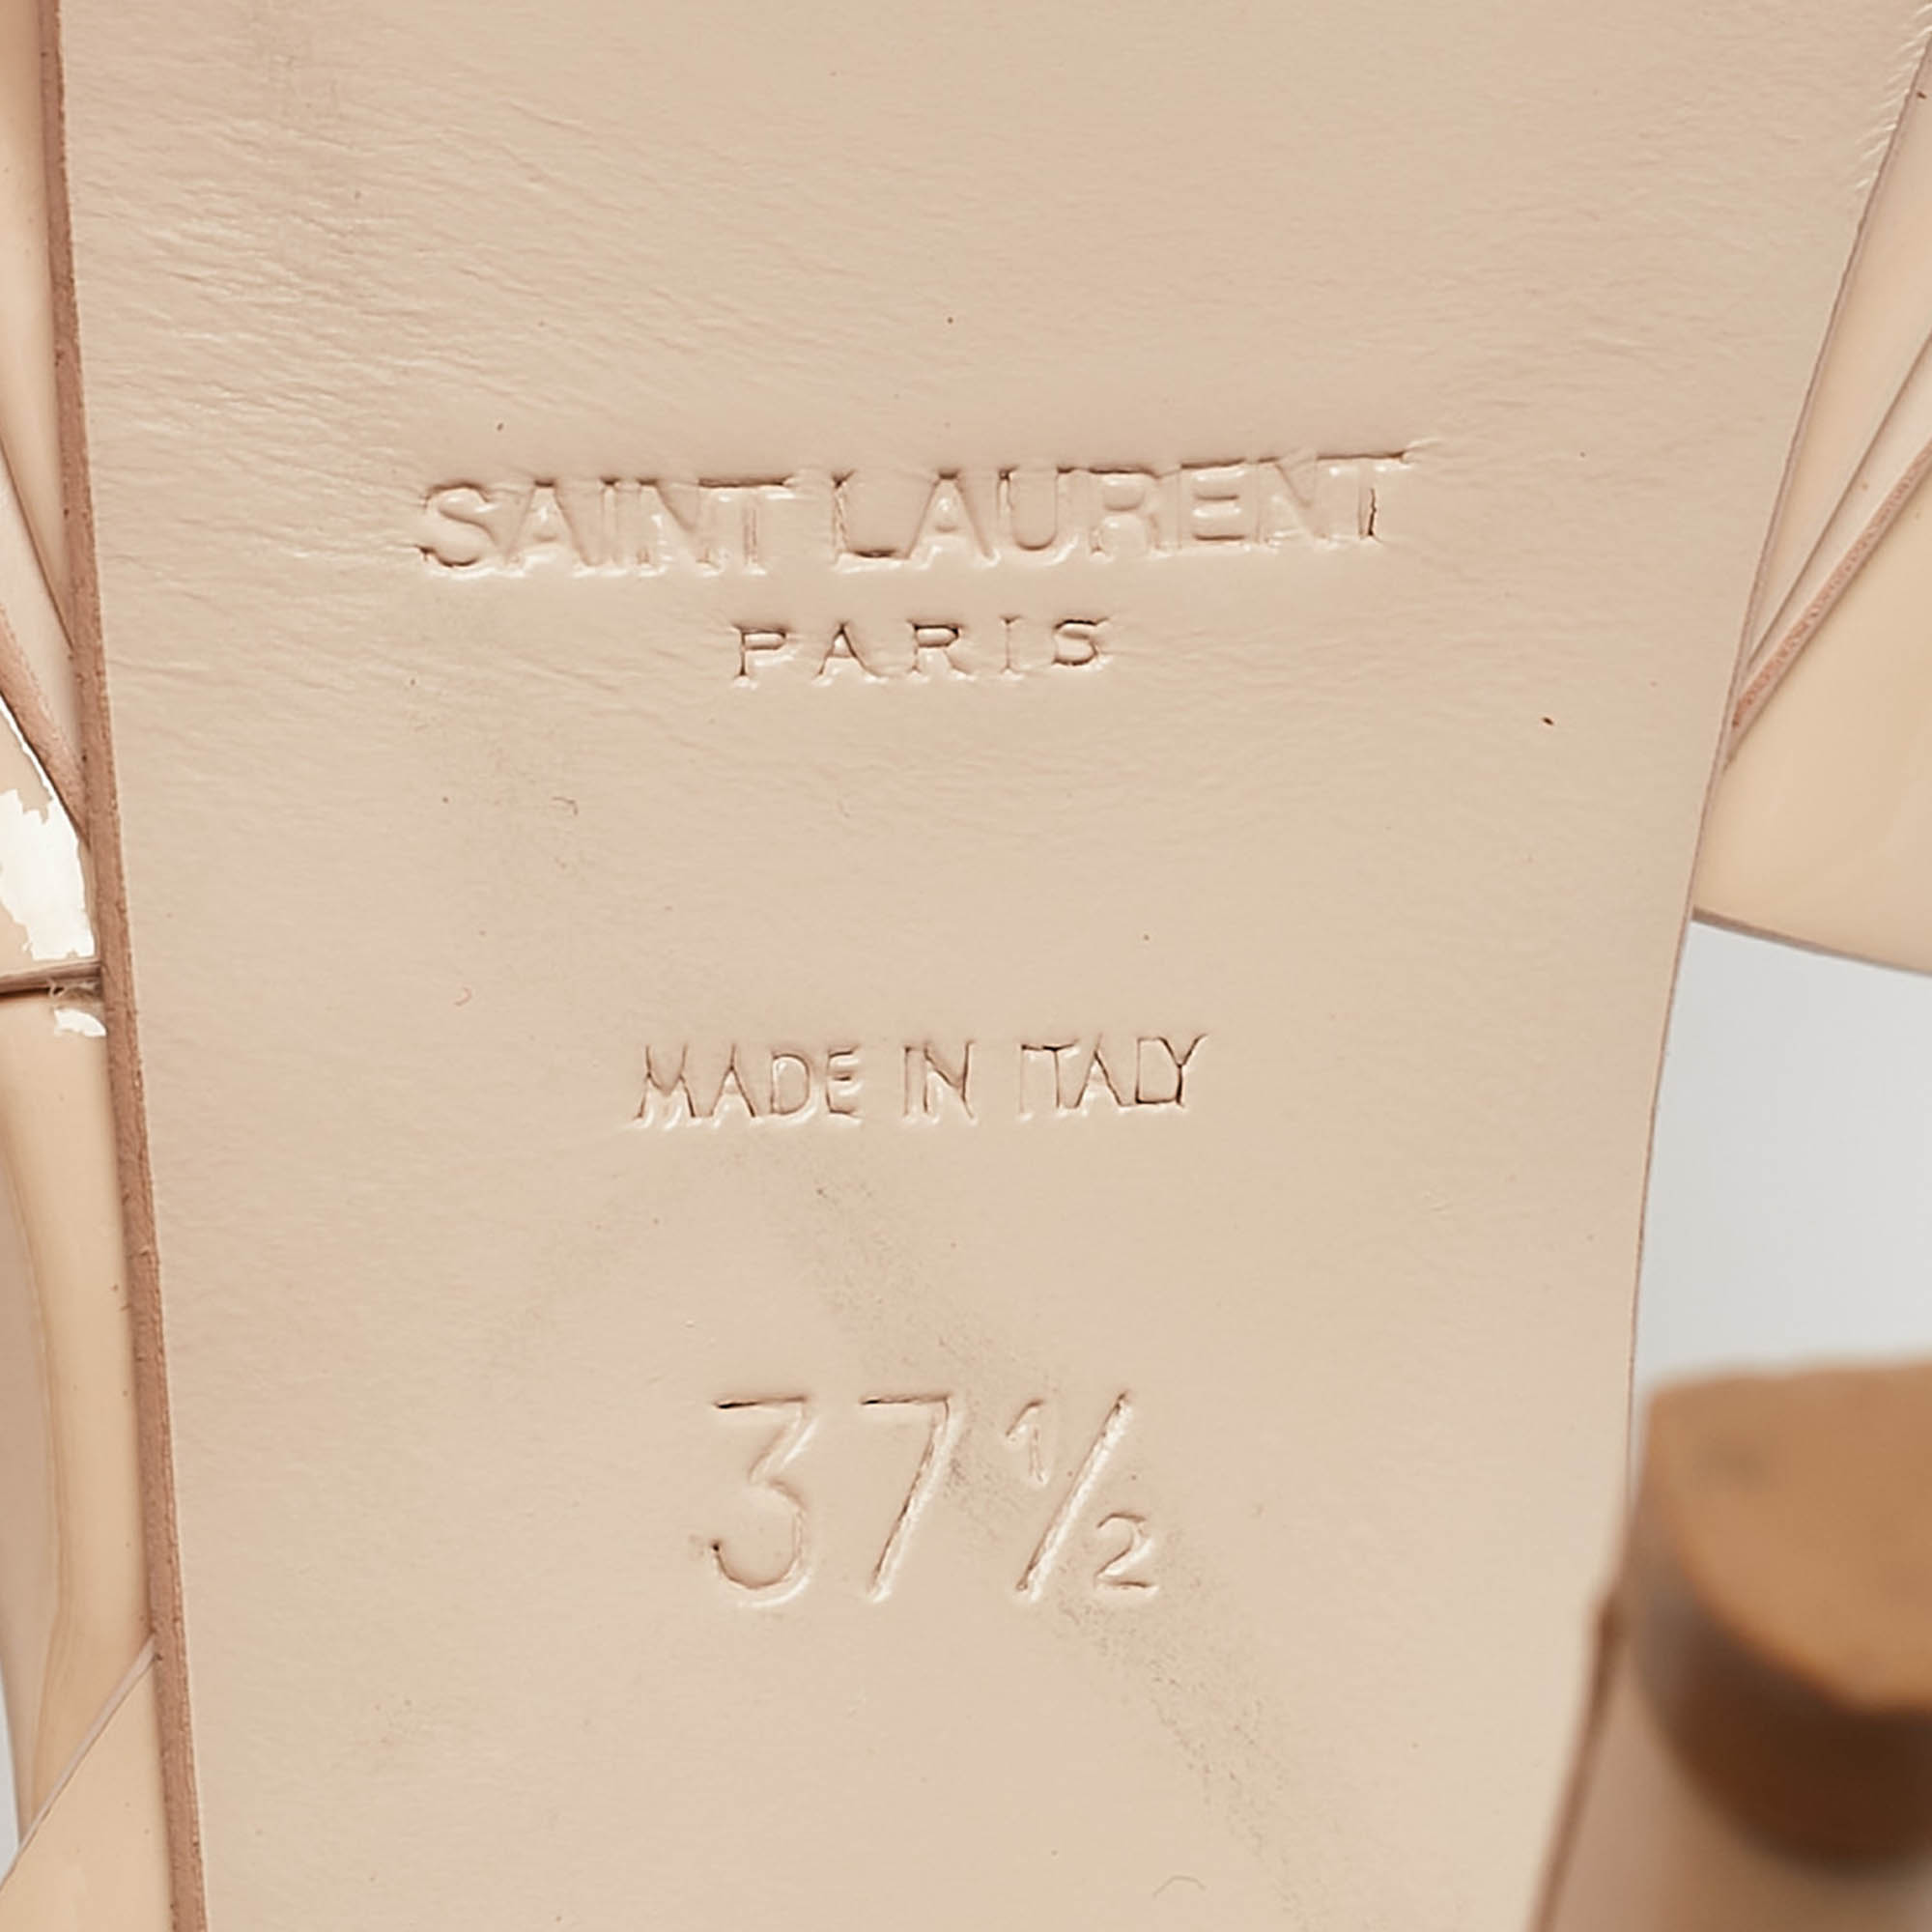 SAINT LAURENT
PARIS
MADE IN ITALY
37½